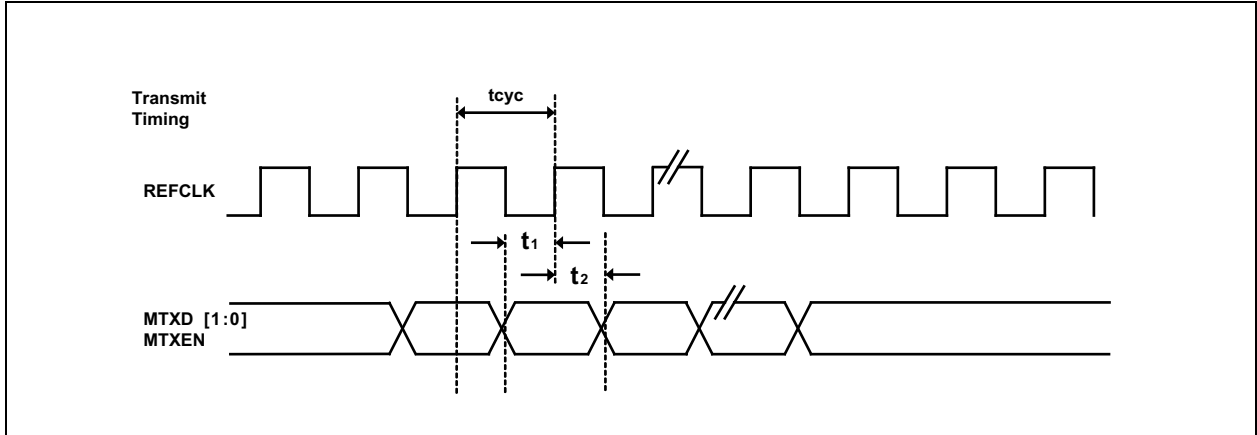 Transmit
Timing
tcyc
REFCLK
t1
t2
MTXD [1:0]
MTXEN